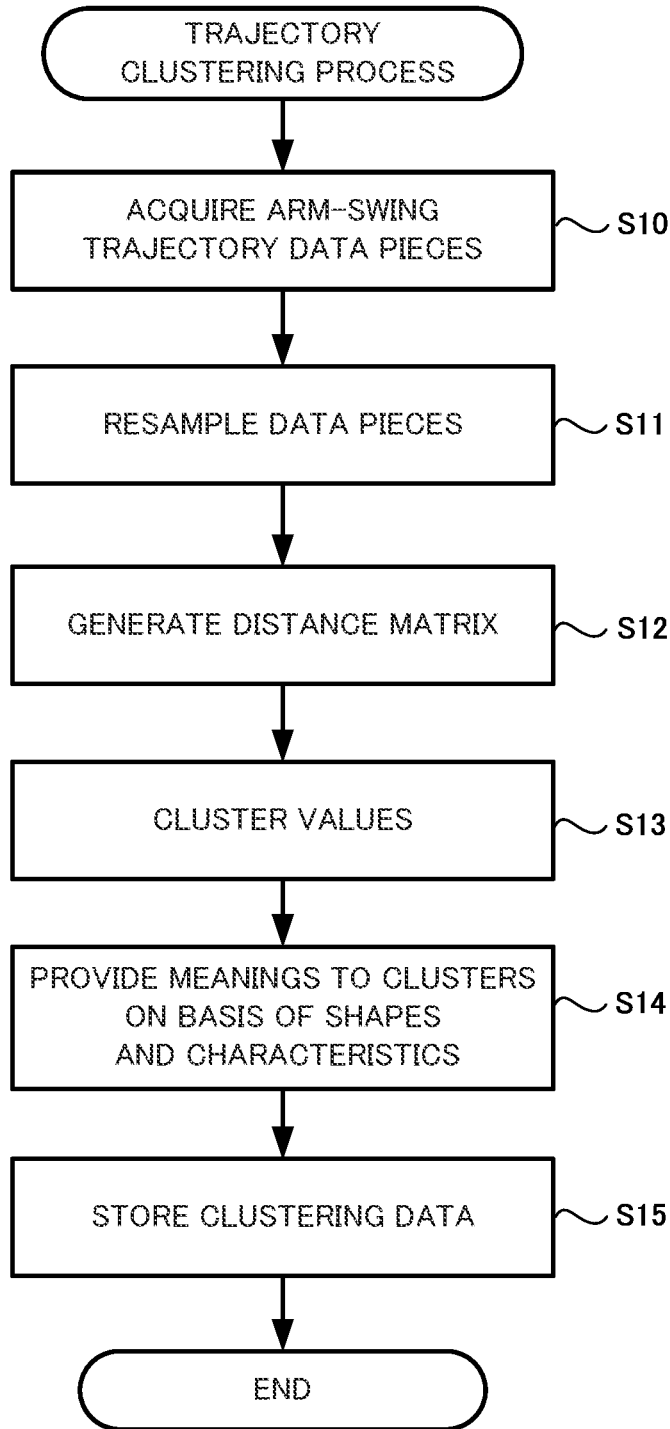 TRAJECTORY
CLUSTERING PROCESS
ACQUIRE ARM-SWING
TRAJECTORY DATA PIECES
S10
RESAMPLE DATA PIECES
S11
GENERATE DISTANCE MATRIX
S12
CLUSTER VALUES
S13
PROVIDE MEANINGS TO CLUSTERS
ON BASIS OF SHAPES
AND CHARACTERISTICS
S14
STORE CLUSTERING DATA
S15
END